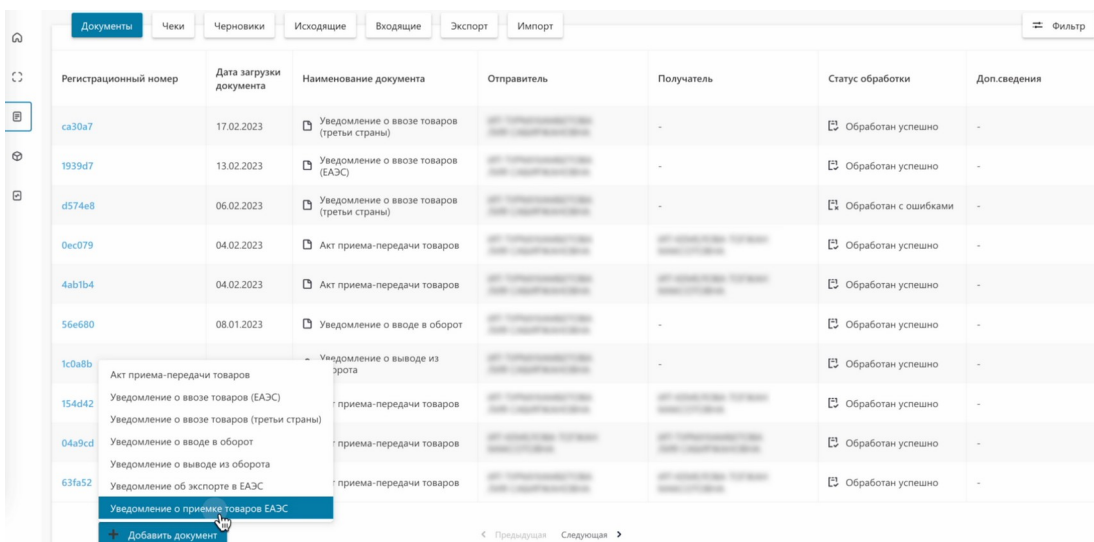 Документы Чеки Черновики Исходящие Входящие Экспорт Импорт Фильтр
Регистрационный номер Дата загрузки документа Наименование документа Отправитель Получатель Статус обработки Доп.сведения
ca30a7 17.02.2023 Уведомление о ввозе товаров (третьи страны) - Обработан успешно -
1939d7 13.02.2023 Уведомление о ввозе товаров (ЕАЭС) - Обработан успешно -
d574e8 06.02.2023 Уведомление о ввозе товаров (третьи страны) - Обработан с ошибками -
0ec079 04.02.2023 Акт приема-передачи товаров Обработан успешно -
4ab1b4 04.02.2023 Акт приема-передачи товаров Обработан успешно -
56e680 08.01.2023 Уведомление о вводе в оборот - Обработан успешно -
1c0a8b Уведомление о выводе из орота - Обработан успешно -
154d42 т приема-передачи товаров Обработан успешно -
04a9cd т приема-передачи товаров Обработан успешно -
63fa52 т приема-передачи товаров Обработан успешно -
Акт приема-передачи товаров
Уведомление о ввозе товаров (ЕАЭС)
Уведомление о ввозе товаров (третьи страны)
Уведомление о вводе в оборот
Уведомление о выводе из оборота
Уведомление об экспорте в ЕАЭС
Уведомление о приемке товаров ЕАЭС
+ Добавить документ
< Предыдущая Следующая >